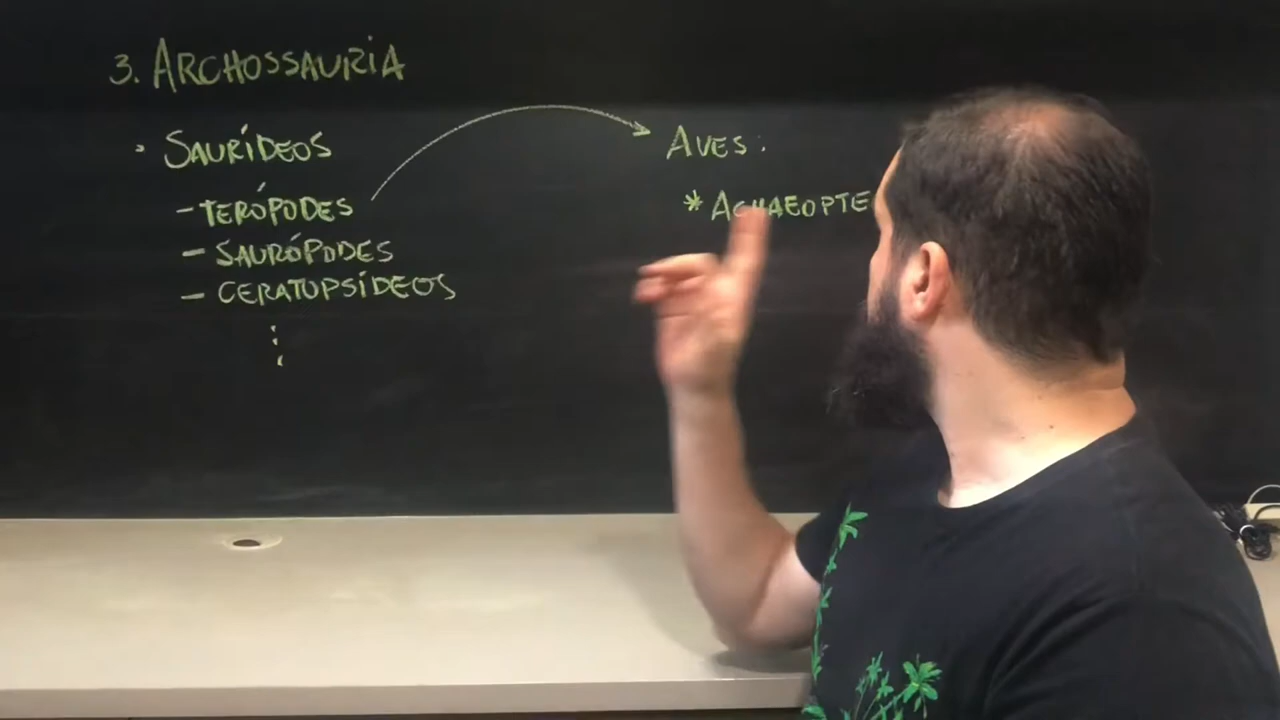 3. ARCHOSSAURIA
• SAURÍDEOS
- TERÓPODES
- SAURÓPODES
- CERATOPSÍDEOS
⋮
AVES:
* ACHAEOPTE